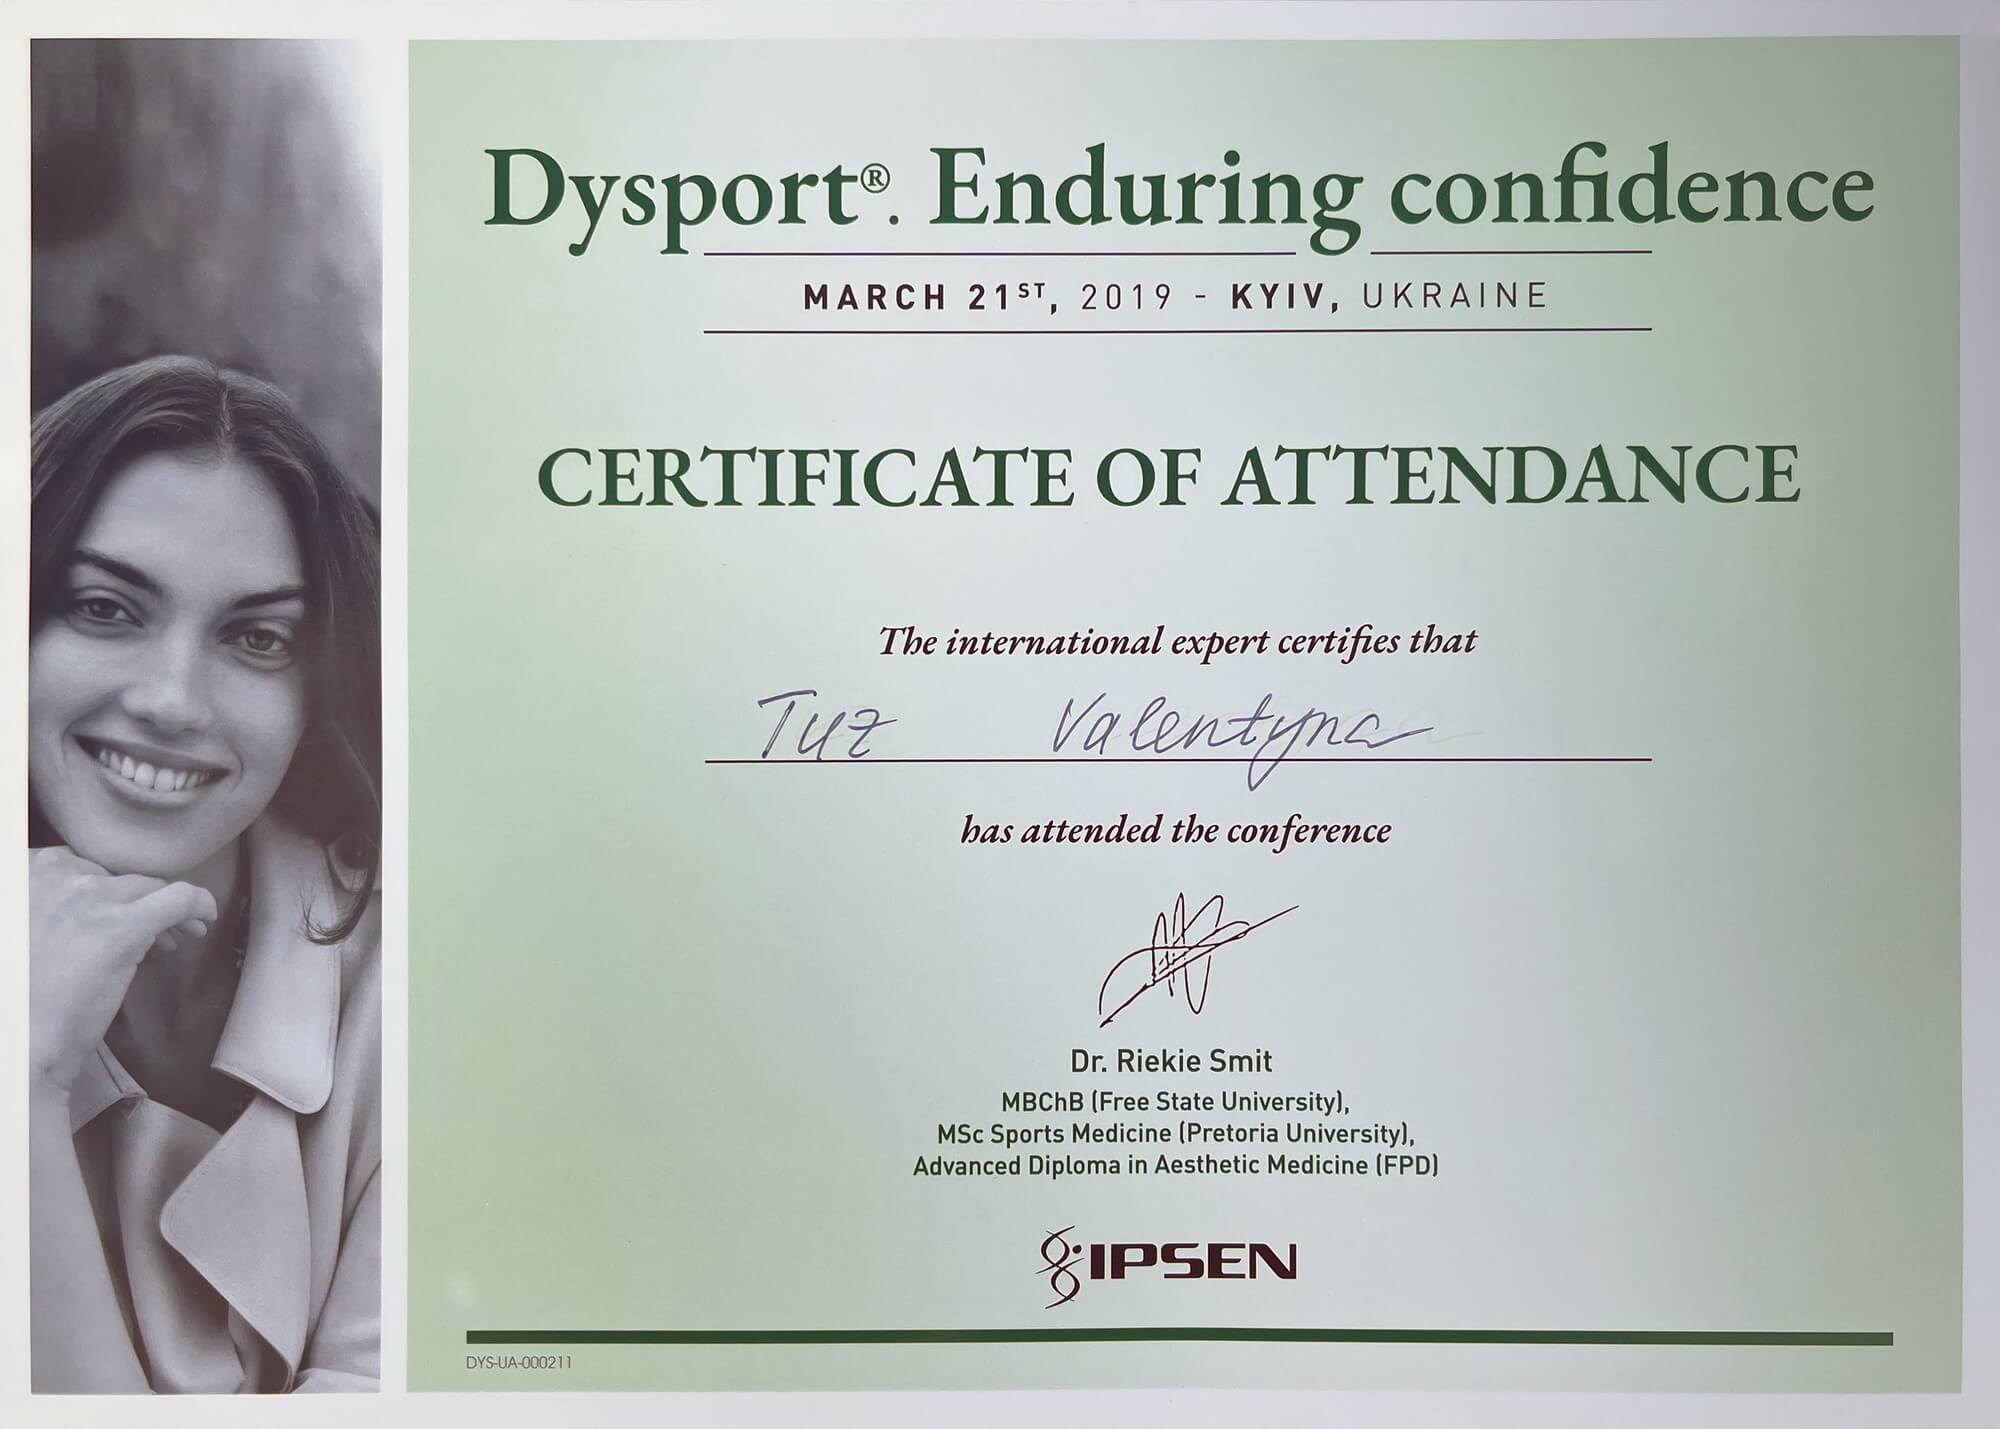 Dysport®. Enduring confidence
MARCH 21ST, 2019 - KYIV, UKRAINE
CERTIFICATE OF ATTENDANCE
The international expert certifies that
Tuz Valentyna
has attended the conference
Dr. Riekie Smit
MBChB (Free State University),
MSc Sports Medicine (Pretoria University),
Advanced Diploma in Aesthetic Medicine (FPD)
IPSEN
DYS-UA-000211